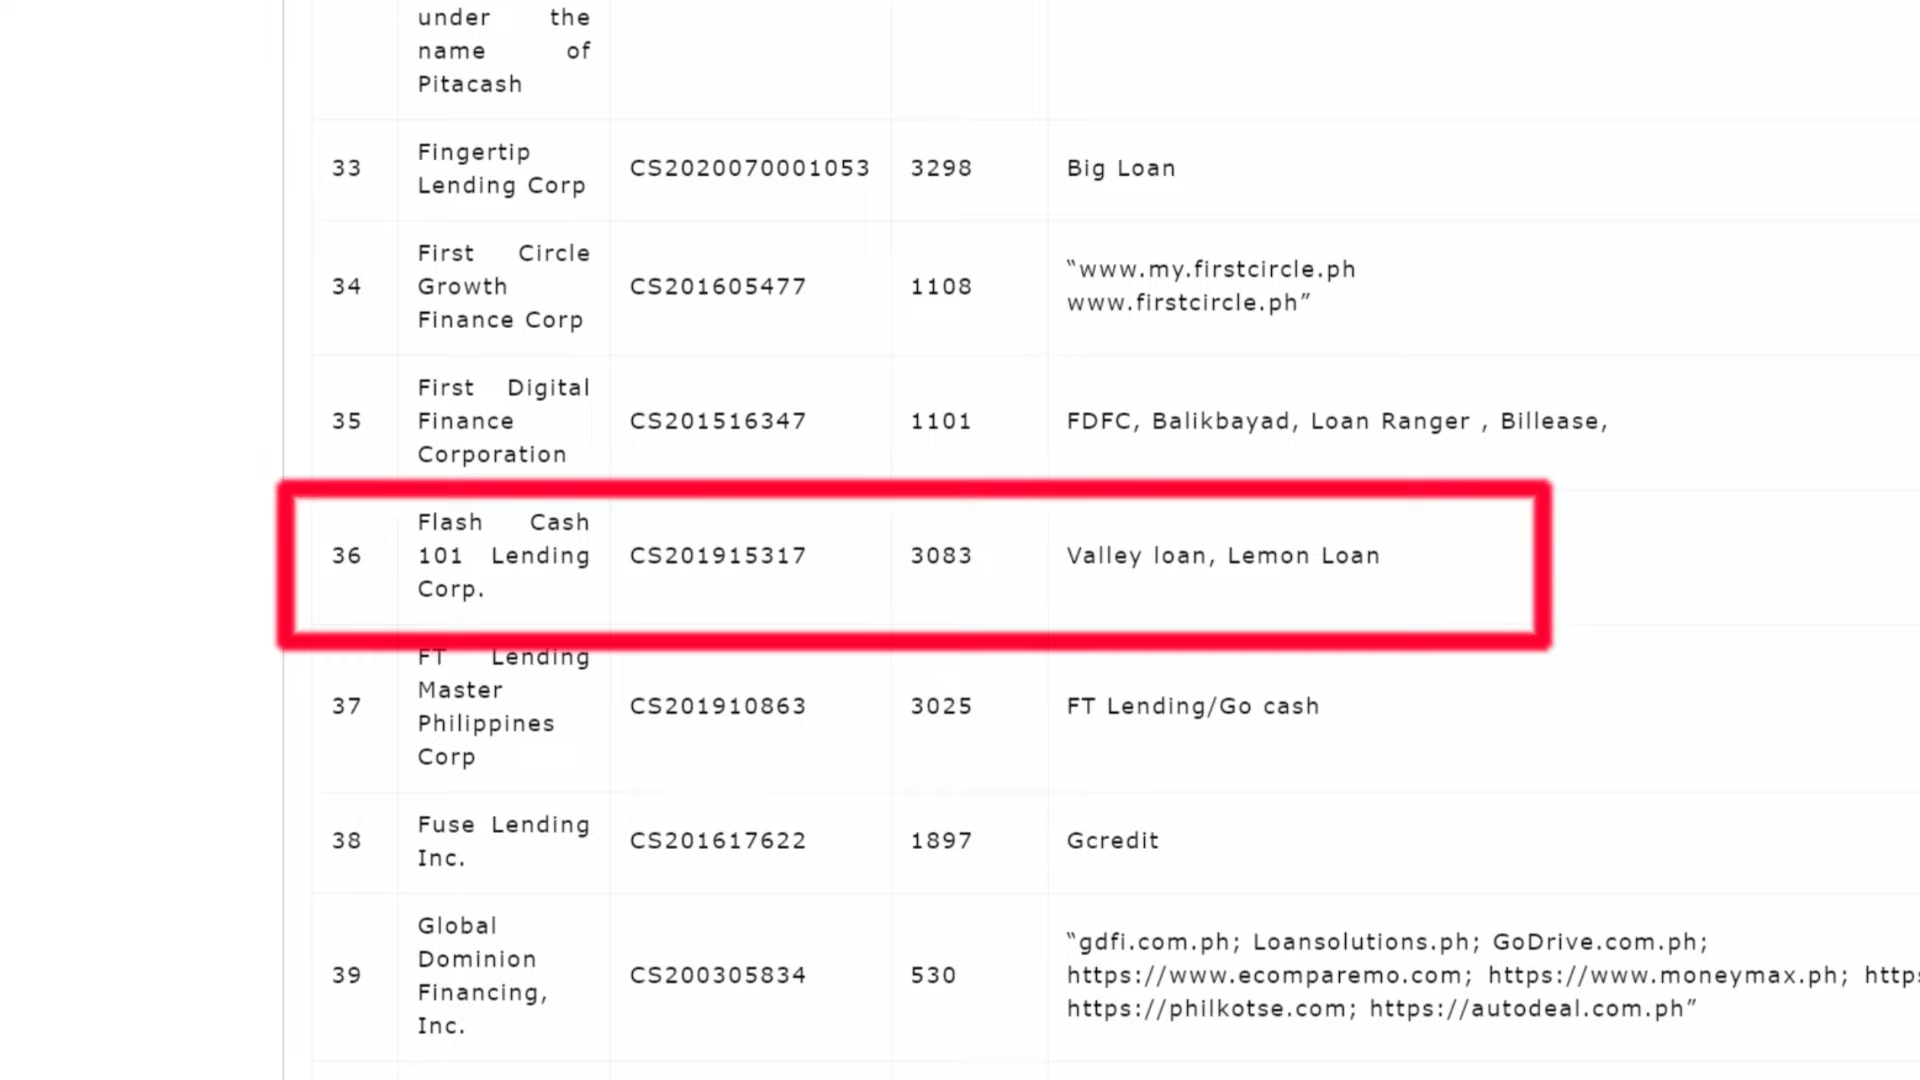 under the
name of
Pitacash
33
Fingertip
Lending Corp
CS2020070001053
3298
Big Loan
34
First Circle
Growth
Finance Corp
CS201605477
1108
“www.my.firstcircle.ph
www.firstcircle.ph”
35
First Digital
Finance
Corporation
CS201516347
1101
FDFC, Balikbayad, Loan Ranger , Billease,
36
Flash Cash
101 Lending
Corp.
CS201915317
3083
Valley loan, Lemon Loan
37
FT Lending
Master
Philippines
Corp
CS201910863
3025
FT Lending/Go cash
38
Fuse Lending
Inc.
CS201617622
1897
Gcredit
39
Global
Dominion
Financing,
Inc.
CS200305834
530
“gdfi.com.ph; Loansolutions.ph; GoDrive.com.ph;
https://www.ecomparemo.com; https://www.moneymax.ph; https
https://philkotse.com; https://autodeal.com.ph”